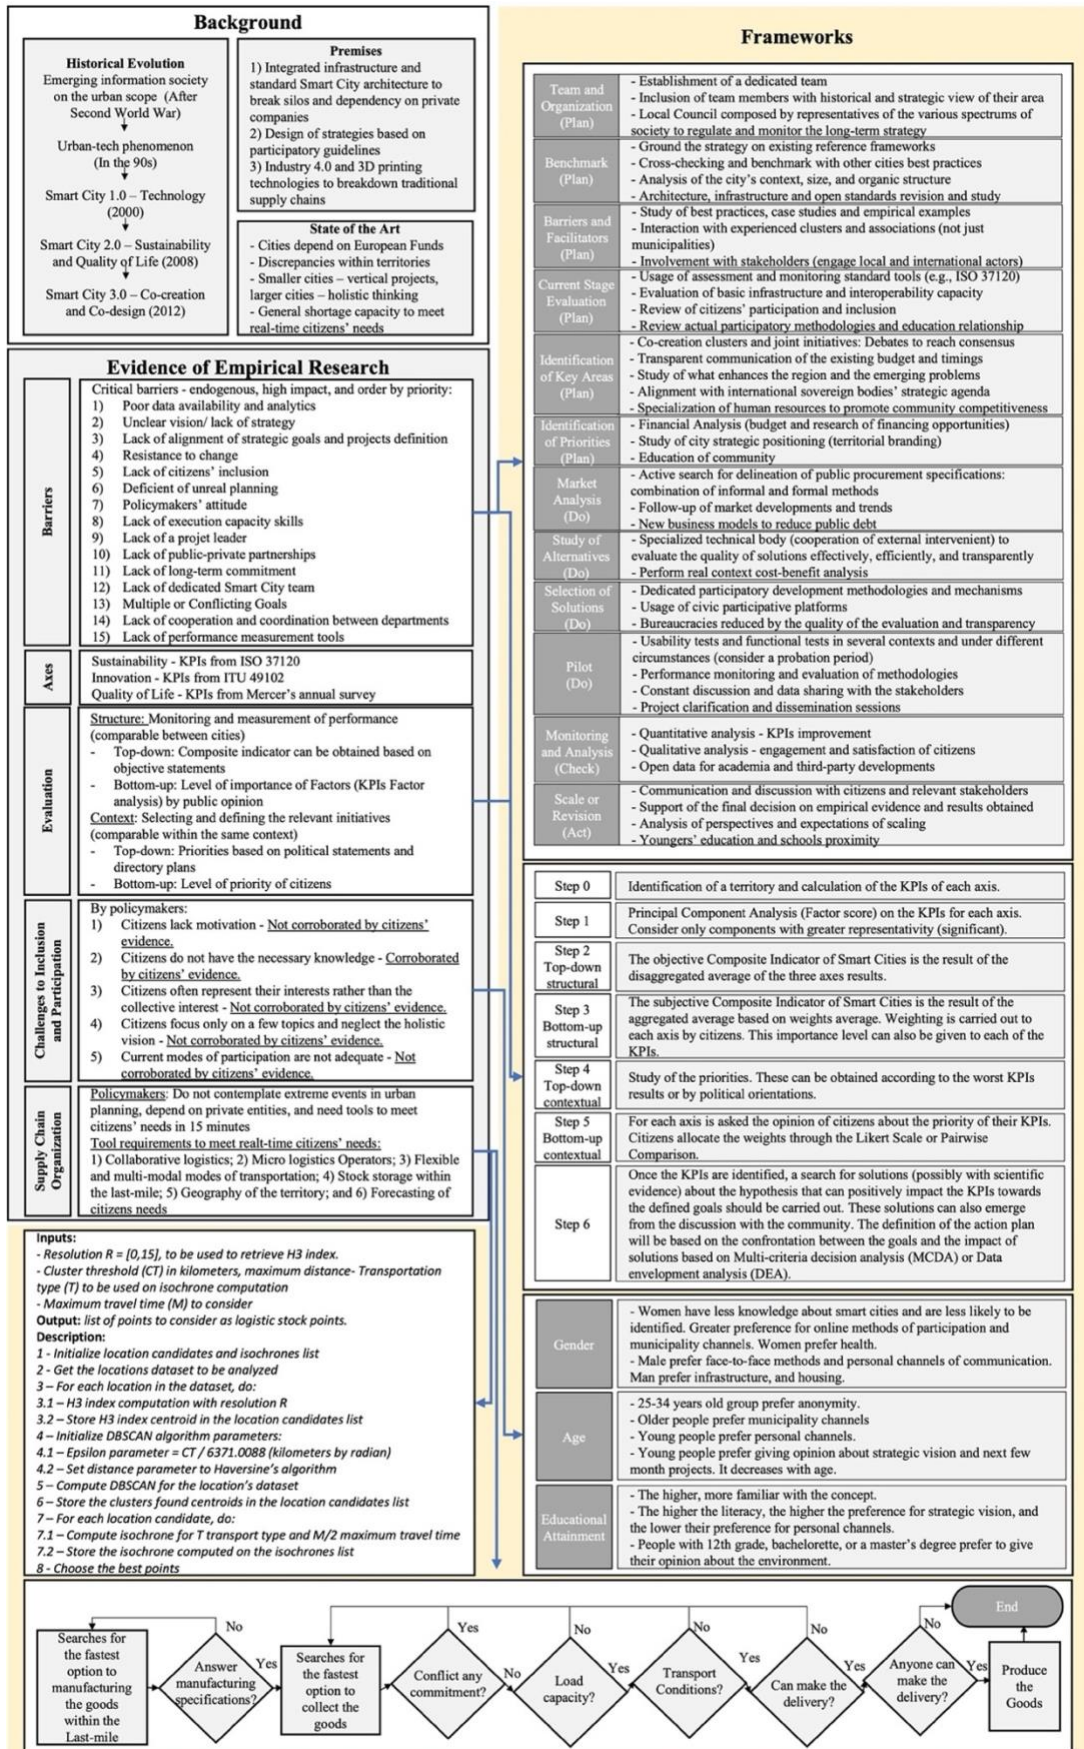 Background
Historical Evolution
Emerging information society
on the urban scope (After
Second World War)
Urban-tech phenomenon
(In the 90s)
Smart City 1.0 – Technology
(2000)
Smart City 2.0 – Sustainability
and Quality of Life (2008)
Smart City 3.0 – Co-creation
and Co-design (2012)
Premises
1) Integrated infrastructure and
standard Smart City architecture to
break silos and dependency on private
companies
2) Design of strategies based on
participatory guidelines
3) Industry 4.0 and 3D printing
technologies to breakdown traditional
supply chains
State of the Art
- Cities depend on European Funds
- Discrepancies within territories
- Smaller cities – vertical projects,
larger cities – holistic thinking
- General shortage capacity to meet
real-time citizens' needs
Evidence of Empirical Research
Barriers
Critical barriers - endogenous, high impact, and order by priority:
1) Poor data availability and analytics
2) Unclear vision/ lack of strategy
3) Lack of alignment of strategic goals and projects definition
4) Resistance to change
5) Lack of citizens' inclusion
6) Deficient of unreal planning
7) Policymakers' attitude
8) Lack of execution capacity skills
9) Lack of a projet leader
10) Lack of public-private partnerships
11) Lack of long-term commitment
12) Lack of dedicated Smart City team
13) Multiple or Conflicting Goals
14) Lack of cooperation and coordination between departments
15) Lack of performance measurement tools
Axes
Sustainability - KPIs from ISO 37120
Innovation - KPIs from ITU 49102
Quality of Life - KPIs from Mercer's annual survey
Evaluation
Structure: Monitoring and measurement of performance
(comparable between cities)
- Top-down: Composite indicator can be obtained based on
objective statements
- Bottom-up: Level of importance of Factors (KPIs Factor
analysis) by public opinion
Context: Selecting and defining the relevant initiatives
(comparable within the same context)
- Top-down: Priorities based on political statements and
directory plans
- Bottom-up: Level of priority of citizens
Challenges to Inclusion
and Participation
By policymakers:
1) Citizens lack motivation - Not corroborated by citizens'
evidence.
2) Citizens do not have the necessary knowledge - Corroborated
by citizens' evidence.
3) Citizens often represent their interests rather than the
collective interest - Not corroborated by citizens' evidence.
4) Citizens focus only on a few topics and neglect the holistic
vision - Not corroborated by citizens' evidence.
5) Current modes of participation are not adequate - Not
corroborated by citizens' evidence.
Supply Chain
Organization
Policymakers: Do not contemplate extreme events in urban
planning, depend on private entities, and need tools to meet
citizens' needs in 15 minutes
Tool requirements to meet realt-time citizens' needs:
1) Collaborative logistics; 2) Micro logistics Operators; 3) Flexible
and multi-modal modes of transportation; 4) Stock storage within
the last-mile; 5) Geography of the territory; and 6) Forecasting of
citizens needs
Inputs:
- Resolution R = [0,15], to be used to retrieve H3 index.
- Cluster threshold (CT) in kilometers, maximum distance- Transportation
type (T) to be used on isochrone computation
- Maximum travel time (M) to consider
Output: list of points to consider as logistic stock points.
Description:
1 - Initialize location candidates and isochrones list
2 - Get the locations dataset to be analyzed
3 – For each location in the dataset, do:
3.1 – H3 index computation with resolution R
3.2 – Store H3 index centroid in the location candidates list
4 – Initialize DBSCAN algorithm parameters:
4.1 – Epsilon parameter = CT / 6371.0088 (kilometers by radian)
4.2 – Set distance parameter to Haversine's algorithm
5 – Compute DBSCAN for the location's dataset
6 – Store the clusters found centroids in the location candidates list
7 – For each location candidate, do:
7.1 – Compute isochrone for T transport type and M/2 maximum travel time
7.2 – Store the isochrone computed on the isochrones list
8 - Choose the best points
Frameworks
Team and
Organization
(Plan)
- Establishment of a dedicated team
- Inclusion of team members with historical and strategic view of their area
- Local Council composed by representatives of the various spectrums of
society to regulate and monitor the long-term strategy
Benchmark
(Plan)
- Ground the strategy on existing reference frameworks
- Cross-checking and benchmark with other cities best practices
- Analysis of the city's context, size, and organic structure
- Architecture, infrastructure and open standards revision and study
Barriers and
Facilitators
(Plan)
- Study of best practices, case studies and empirical examples
- Interaction with experienced clusters and associations (not just
municipalities)
- Involvement with stakeholders (engage local and international actors)
Current Stage
Evaluation
(Plan)
- Usage of assessment and monitoring standard tools (e.g., ISO 37120)
- Evaluation of basic infrastructure and interoperability capacity
- Review of citizens' participation and inclusion
- Review actual participatory methodologies and education relationship
Identification
of Key Areas
(Plan)
- Co-creation clusters and joint initiatives: Debates to reach consensus
- Transparent communication of the existing budget and timings
- Study of what enhances the region and the emerging problems
- Alignment with international sovereign bodies' strategic agenda
- Specialization of human resources to promote community competitiveness
Identification
of Priorities
(Plan)
- Financial Analysis (budget and research of financing opportunities)
- Study of city strategic positioning (territorial branding)
- Education of community
Market
Analysis
(Do)
- Active search for delineation of public procurement specifications:
combination of informal and formal methods
- Follow-up of market developments and trends
- New business models to reduce public debt
Study of
Alternatives
(Do)
- Specialized technical body (cooperation of external intervenient) to
evaluate the quality of solutions effectively, efficiently, and transparently
- Perform real context cost-benefit analysis
Selection of
Solutions
(Do)
- Dedicated participatory development methodologies and mechanisms
- Usage of civic participative platforms
- Bureaucracies reduced by the quality of the evaluation and transparency
Pilot
(Do)
- Usability tests and functional tests in several contexts and under different
circumstances (consider a probation period)
- Performance monitoring and evaluation of methodologies
- Constant discussion and data sharing with the stakeholders
- Project clarification and dissemination sessions
Monitoring
and Analysis
(Check)
- Quantitative analysis - KPIs improvement
- Qualitative analysis - engagement and satisfaction of citizens
- Open data for academia and third-party developments
Scale or
Revision
(Act)
- Communication and discussion with citizens and relevant stakeholders
- Support of the final decision on empirical evidence and results obtained
- Analysis of perspectives and expectations of scaling
- Youngers' education and schools proximity
Step 0
Identification of a territory and calculation of the KPIs of each axis.
Step 1
Principal Component Analysis (Factor score) on the KPIs for each axis.
Consider only components with greater representativity (significant).
Step 2
Top-down
structural
The objective Composite Indicator of Smart Cities is the result of the
disaggregated average of the three axes results.
Step 3
Bottom-up
structural
The subjective Composite Indicator of Smart Cities is the result of the
aggregated average based on weights average. Weighting is carried out to
each axis by citizens. This importance level can also be given to each of the
KPIs.
Step 4
Top-down
contextual
Study of the priorities. These can be obtained according to the worst KPIs
results or by political orientations.
Step 5
Bottom-up
contextual
For each axis is asked the opinion of citizens about the priority of their KPIs.
Citizens allocate the weights through the Likert Scale or Pairwise
Comparison.
Step 6
Once the KPIs are identified, a search for solutions (possibly with scientific
evidence) about the hypothesis that can positively impact the KPIs towards
the defined goals should be carried out. These solutions can also emerge
from the discussion with the community. The definition of the action plan
will be based on the confrontation between the goals and the impact of
solutions based on Multi-criteria decision analysis (MCDA) or Data
envelopment analysis (DEA).
Gender
- Women have less knowledge about smart cities and are less likely to be
identified. Greater preference for online methods of participation and
municipality channels. Women prefer health.
- Male prefer face-to-face methods and personal channels of communication.
Man prefer infrastructure, and housing.
Age
- 25-34 years old group prefer anonymity.
- Older people prefer municipality channels
- Young people prefer personal channels.
- Young people prefer giving opinion about strategic vision and next few
month projects. It decreases with age.
Educational
Attainment
- The higher, more familiar with the concept.
- The higher the literacy, the higher the preference for strategic vision, and
the lower their preference for personal channels.
- People with 12th grade, bachelorette, or a master's degree prefer to give
their opinion about the environment.
Searches for
the fastest
option to
manufacturing
the goods
within the
Last-mile
No
Answer
manufacturing
specifications?
Yes
Searches for
the fastest
option to
collect the
goods
Yes
Conflict any
commitment?
No
No
Load
capacity?
Yes
No
Transport
Conditions?
Yes
No
Can make the
delivery?
Yes
No
Anyone can
make the
delivery?
Yes
Produce
the
Goods
End